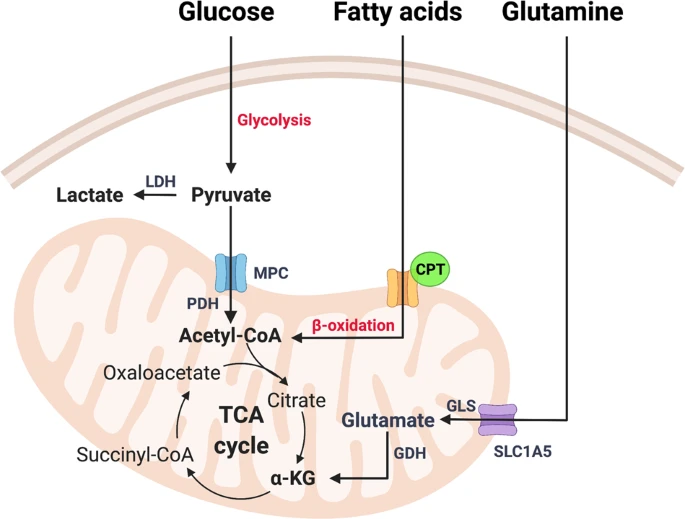 Glucose
Fatty acids
Glutamine
Glycolysis
LDH
Lactate
Pyruvate
MPC
CPT
PDH
Acetyl-CoA
β-oxidation
Oxaloacetate
Citrate
TCA
cycle
GLS
Glutamate
SLC1A5
GDH
Succinyl-CoA
α-KG